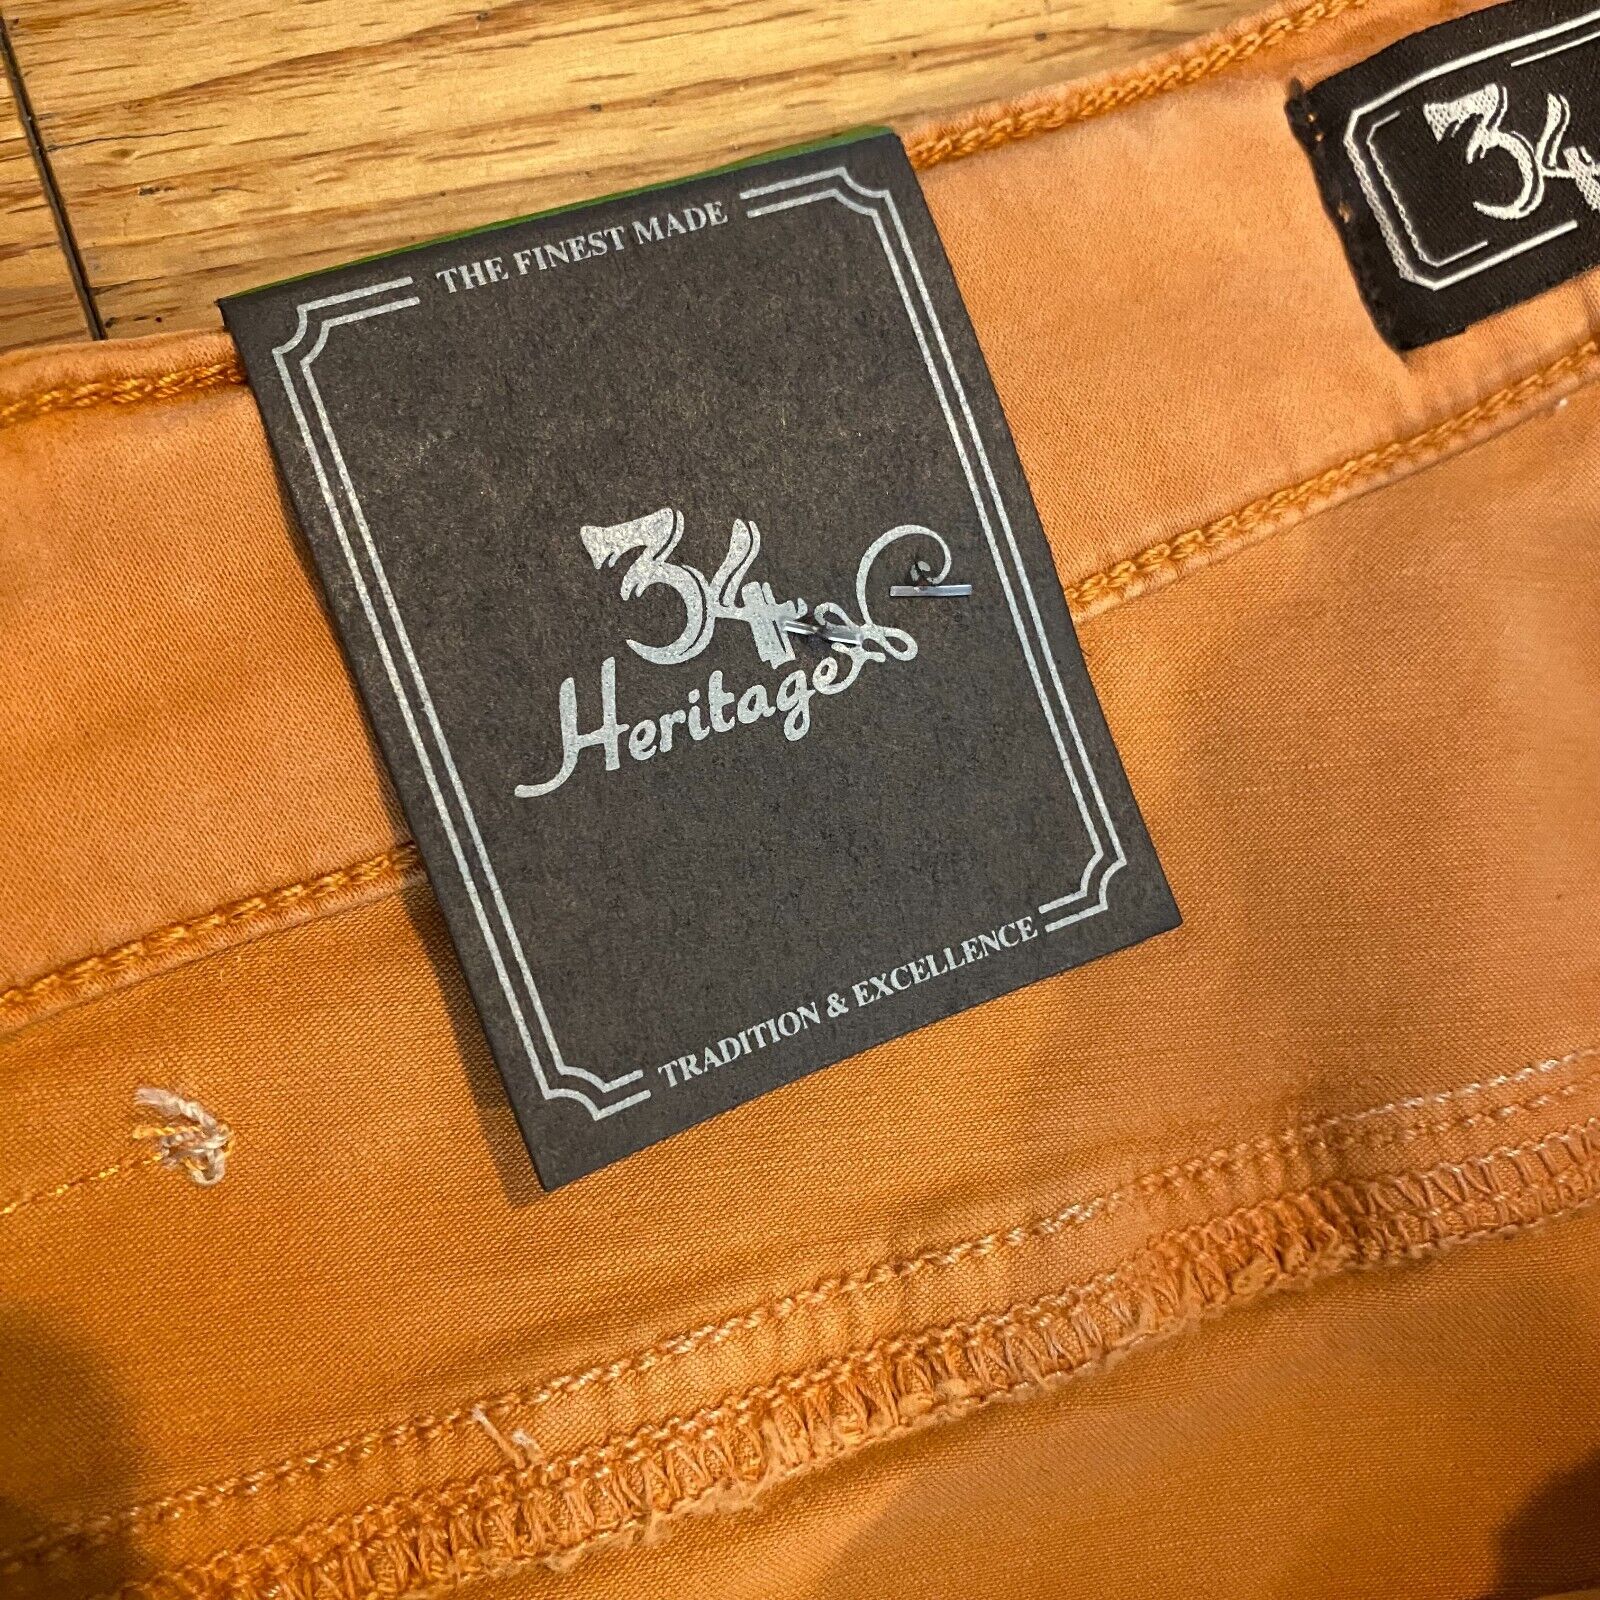 THE FINEST MADE
34
Heritage
TRADITION & EXCELLENCE
34